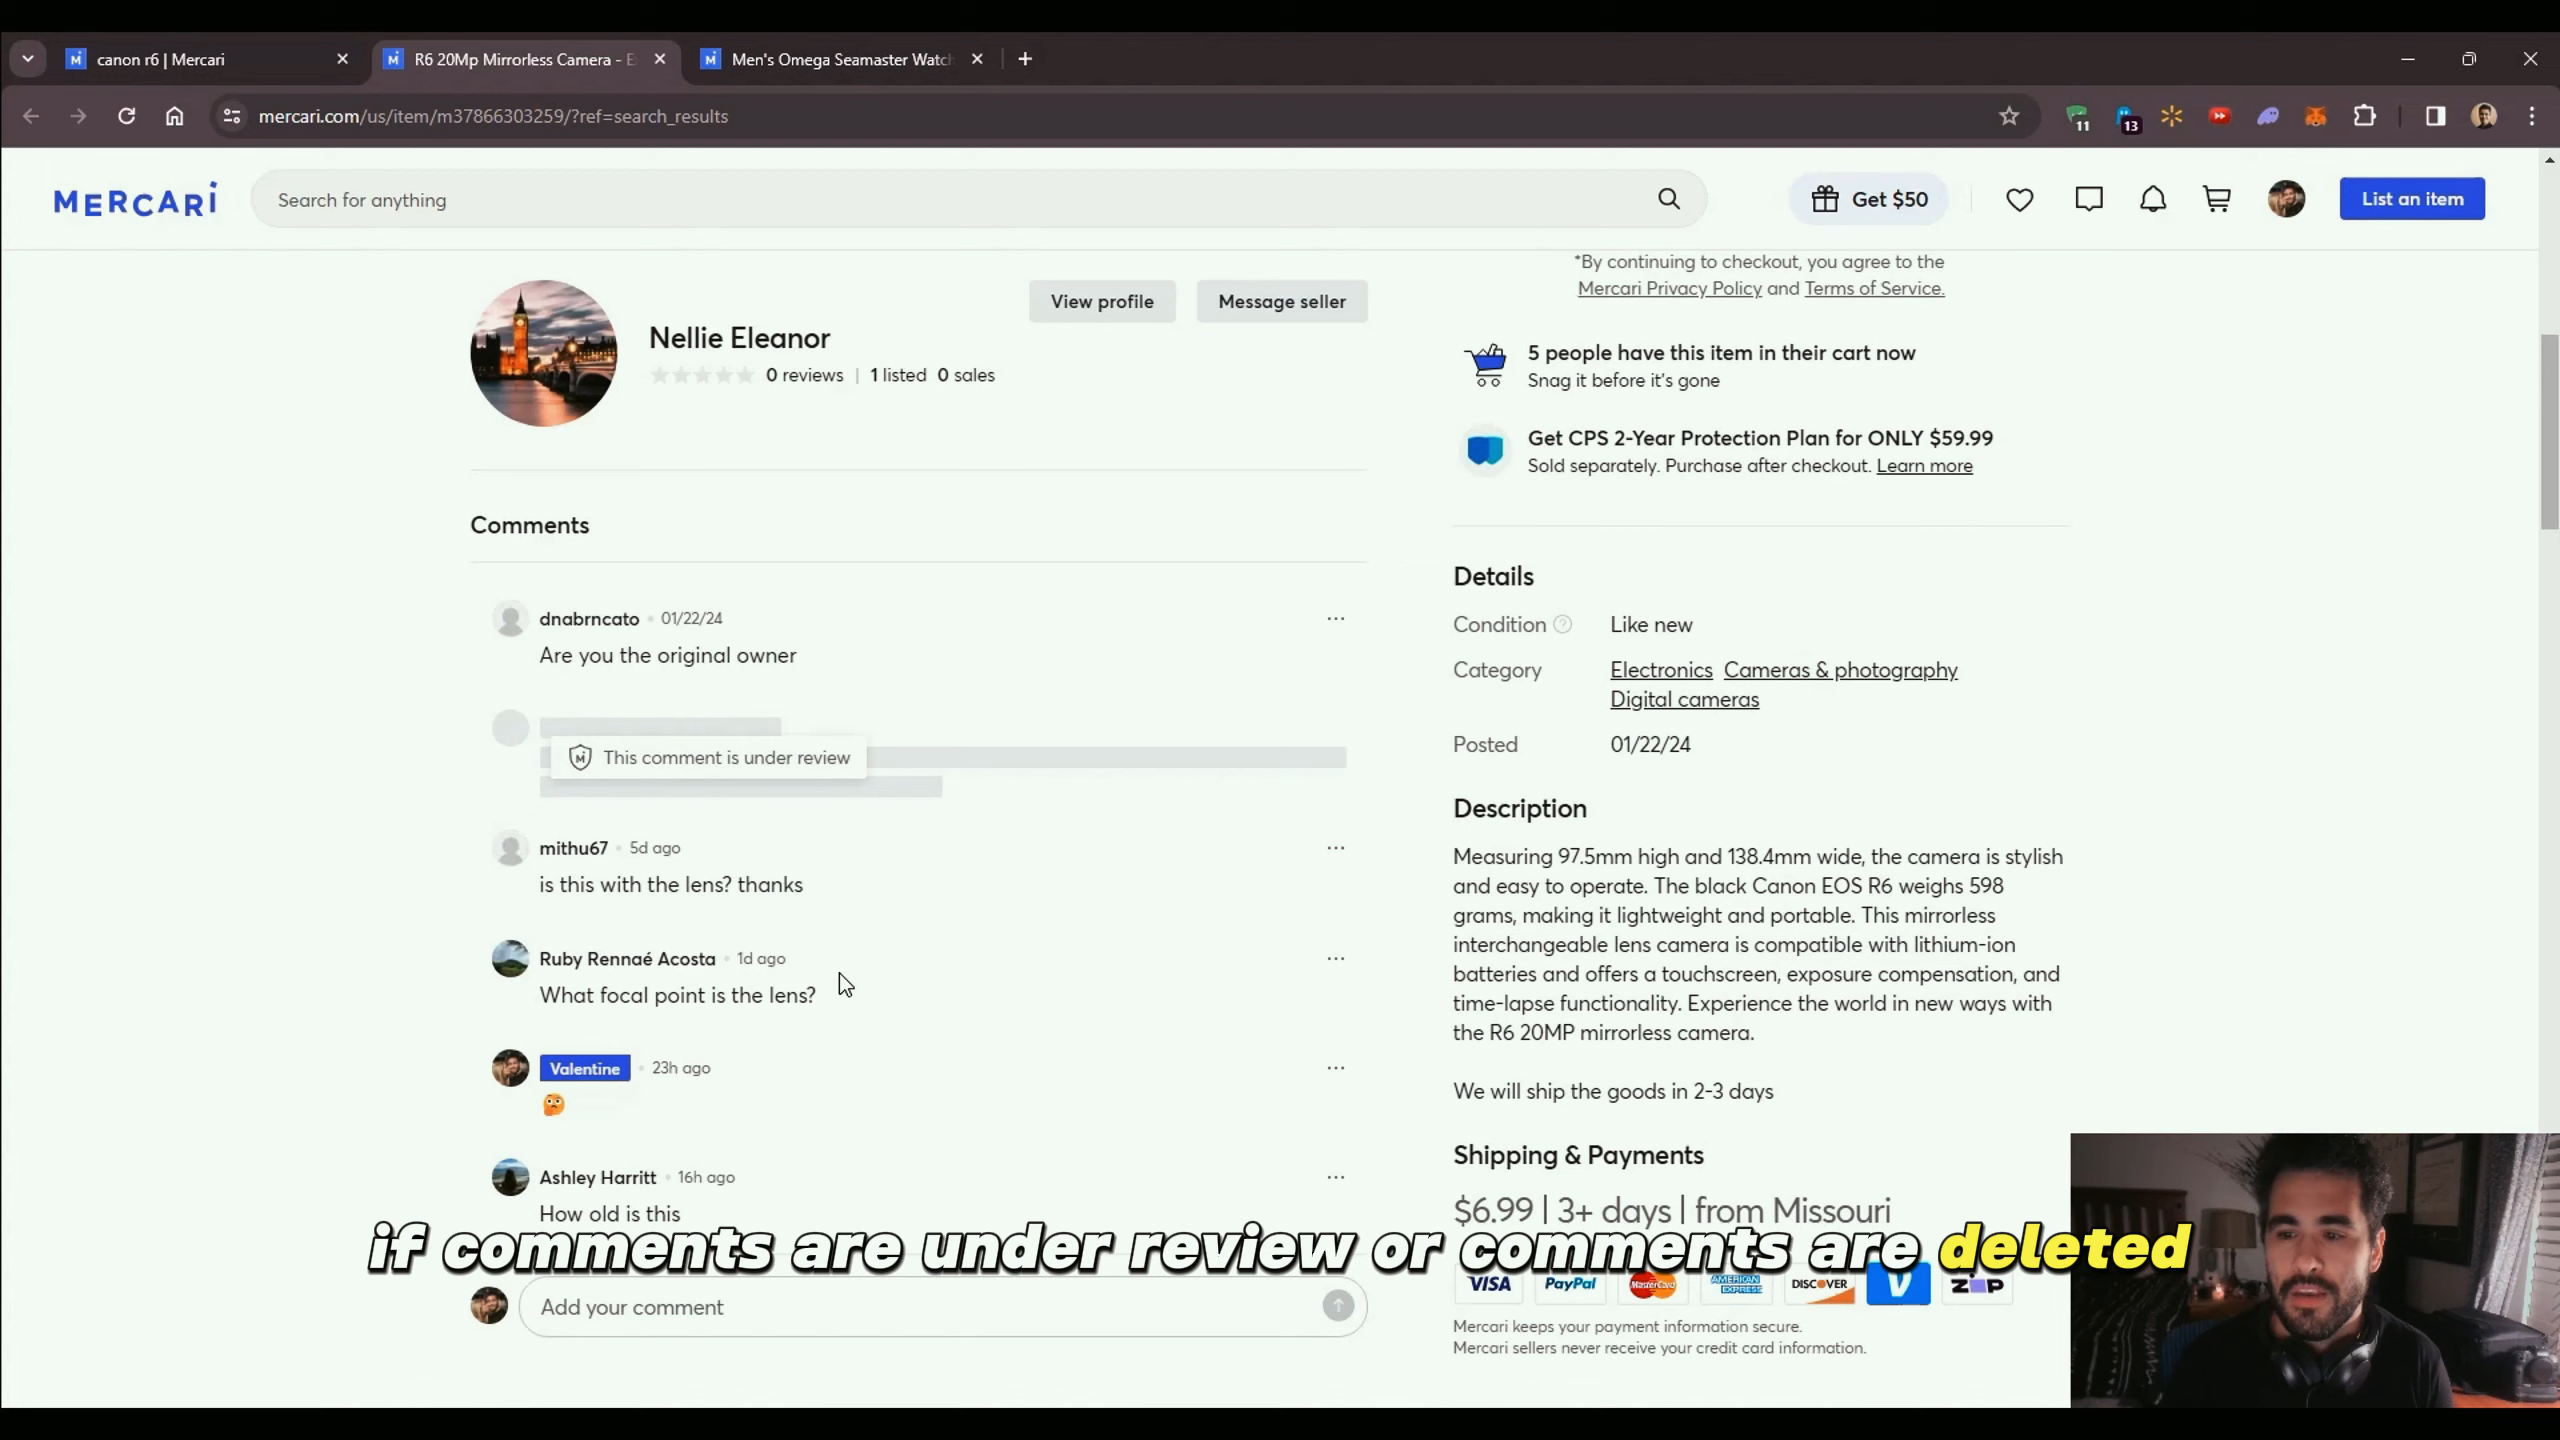 canon r6 | Mercari
R6 20Mp Mirrorless Camera - E
Men's Omega Seamaster Watc
mercari.com/us/item/m37866303259/?ref=search_results
11
13
MERCARI
Search for anything
Get $50
List an item
Nellie Eleanor
0 reviews | 1 listed 0 sales
View profile
Message seller
Comments
dnabrncato • 01/22/24
Are you the original owner
This comment is under review
mithu67 • 5d ago
is this with the lens? thanks
Ruby Rennaé Acosta • 1d ago
What focal point is the lens?
Valentine • 23h ago
Ashley Harritt • 16h ago
How old is this
Add your comment
*By continuing to checkout, you agree to the
Mercari Privacy Policy and Terms of Service.
5 people have this item in their cart now
Snag it before it's gone
Get CPS 2-Year Protection Plan for ONLY $59.99
Sold separately. Purchase after checkout. Learn more
Details
Condition Like new
Category Electronics Cameras & photography
Digital cameras
Posted 01/22/24
Description
Measuring 97.5mm high and 138.4mm wide, the camera is stylish
and easy to operate. The black Canon EOS R6 weighs 598
grams, making it lightweight and portable. This mirrorless
interchangeable lens camera is compatible with lithium-ion
batteries and offers a touchscreen, exposure compensation, and
time-lapse functionality. Experience the world in new ways with
the R6 20MP mirrorless camera.
We will ship the goods in 2-3 days
Shipping & Payments
$6.99 | 3+ days | from Missouri
if comments are under review or comments are deleted
VISA PayPal MasterCard AMERICAN EXPRESS DISCOVER V ZIP
Mercari keeps your payment information secure.
Mercari sellers never receive your credit card information.